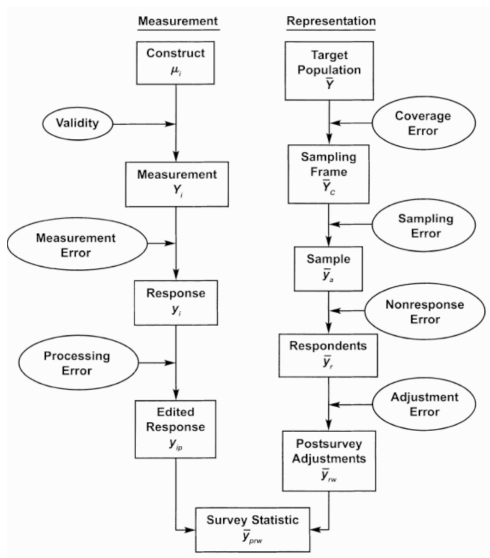 Measurement
Representation
Construct
μi
Validity
Measurement
Yi
Measurement
Error
Response
yi
Processing
Error
Edited
Response
yip
Target
Population
Ȳ
Coverage
Error
Sampling
Frame
ȲC
Sampling
Error
Sample
ȳa
Nonresponse
Error
Respondents
ȳr
Adjustment
Error
Postsurvey
Adjustments
ȳrw
Survey Statistic
ȳprw